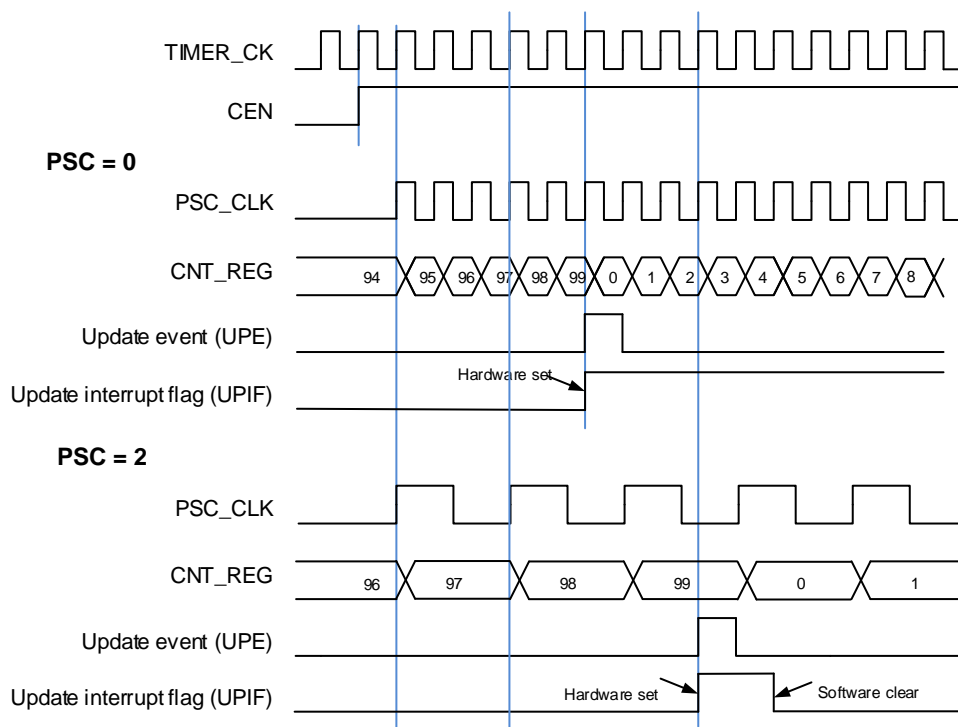 TIMER_CK
CEN
PSC = 0
PSC_CLK
CNT_REG 94 95 96 97 98 99 0 1 2 3 4 5 6 7 8
Update event (UPE)
Hardware set
Update interrupt flag (UPIF)
PSC = 2
PSC_CLK
CNT_REG 96 97 98 99 0 1
Update event (UPE)
Update interrupt flag (UPIF) Hardware set Software clear